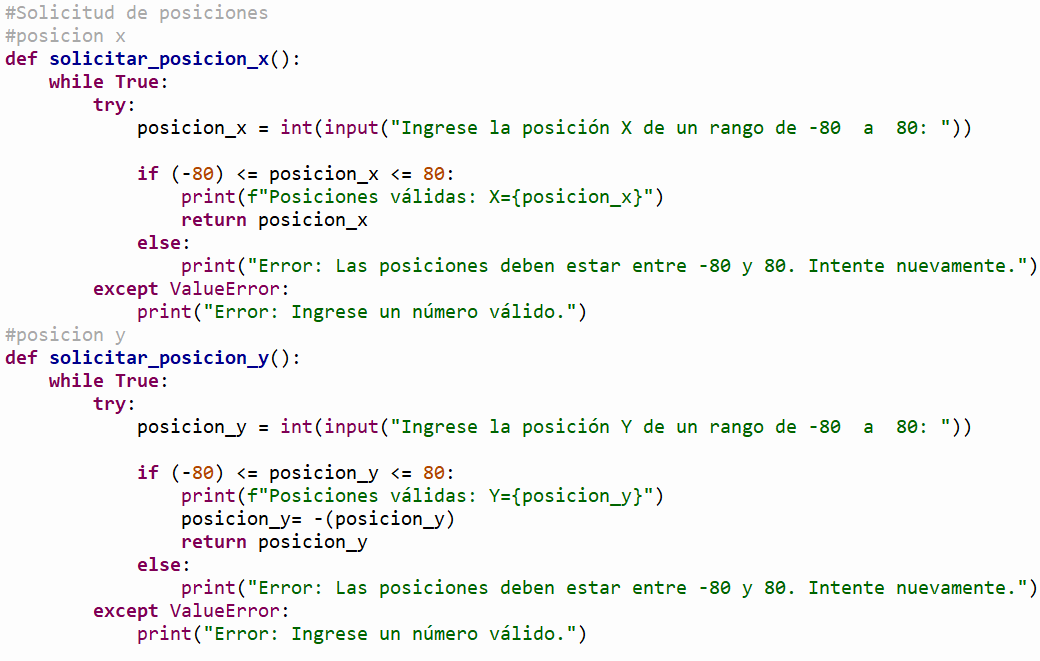 #Solicitud de posiciones
#posicion x
def solicitar_posicion_x():
    while True:
        try:
            posicion_x = int(input("Ingrese la posición X de un rango de -80  a  80: "))

            if (-80) <= posicion_x <= 80:
                print(f"Posiciones válidas: X={posicion_x}")
                return posicion_x
            else:
                print("Error: Las posiciones deben estar entre -80 y 80. Intente nuevamente.")
        except ValueError:
            print("Error: Ingrese un número válido.")
#posicion y
def solicitar_posicion_y():
    while True:
        try:
            posicion_y = int(input("Ingrese la posición Y de un rango de -80  a  80: "))

            if (-80) <= posicion_y <= 80:
                print(f"Posiciones válidas: Y={posicion_y}")
                posicion_y= -(posicion_y)
                return posicion_y
            else:
                print("Error: Las posiciones deben estar entre -80 y 80. Intente nuevamente.")
        except ValueError:
            print("Error: Ingrese un número válido.")